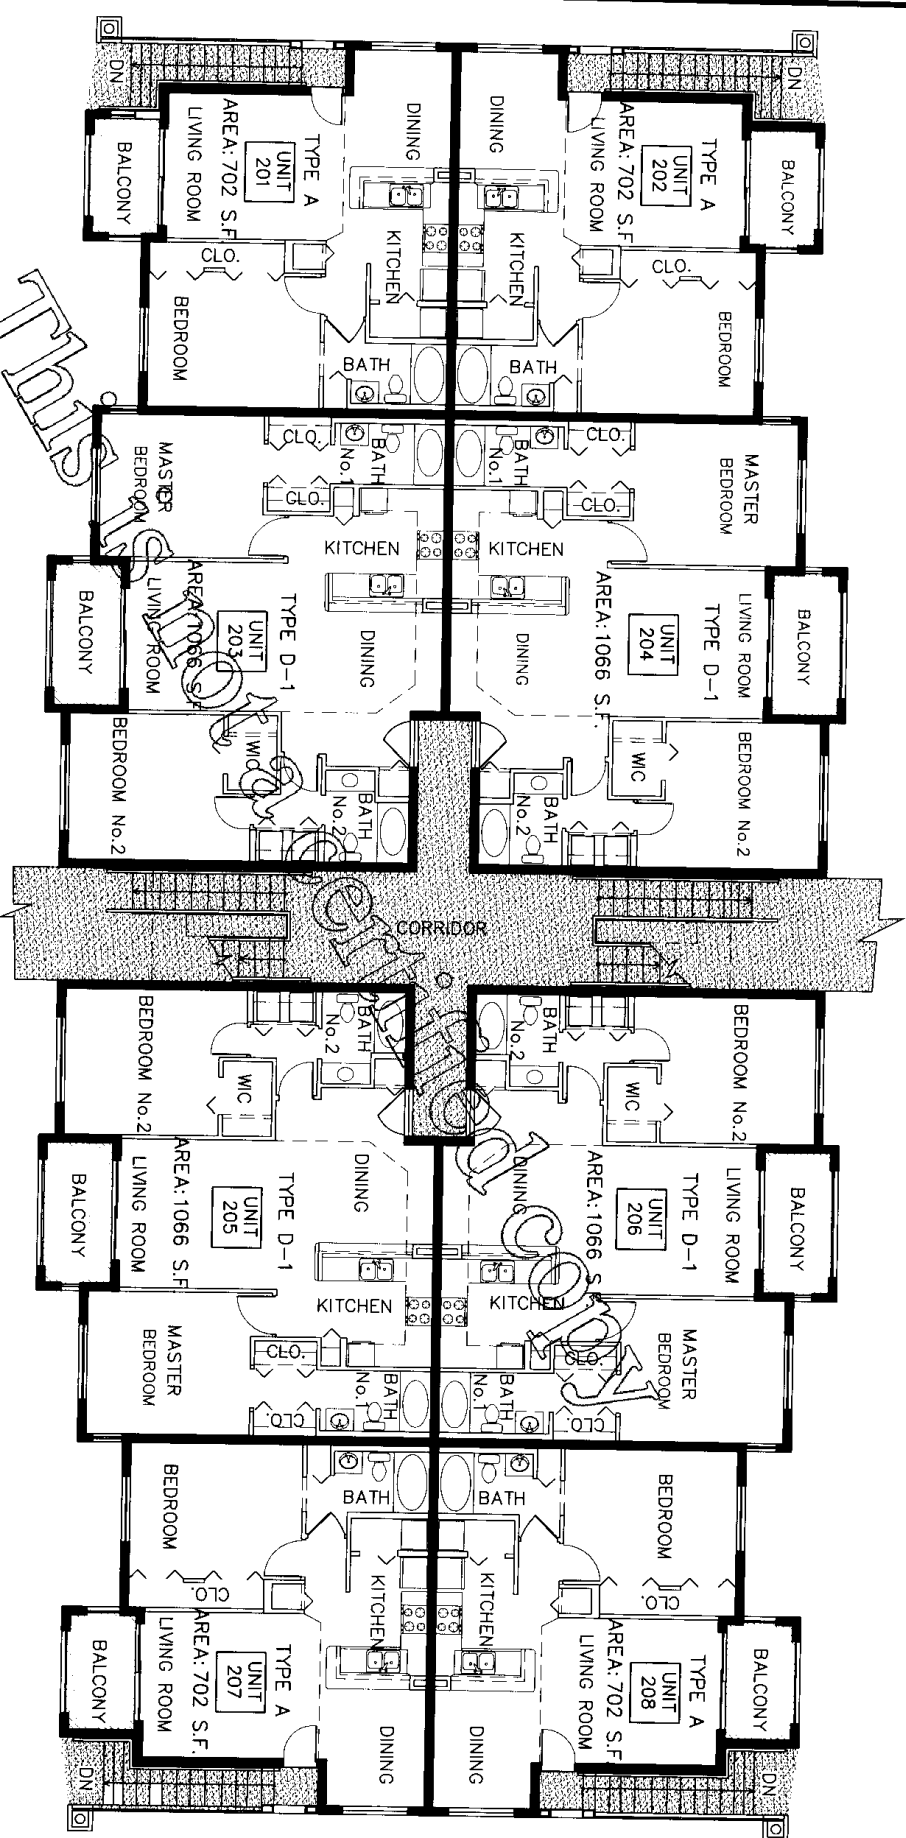 DN
DN
BALCONY
LIVING ROOM
AREA: 702 S.F
UNIT
201
TYPE A
DINING
DINING
LIVING ROOM
AREA: 702 S.F
UNIT
202
TYPE A
BALCONY
CLO.
KITCHEN
KITCHEN
CLO.
BEDROOM
BATH
BATH
BEDROOM
MASTER
BEDROOM
CLO.
BATH
No.1
BATH
No.1
CLO.
MASTER
BEDROOM
CLO.
CLO.
KITCHEN
KITCHEN
BALCONY
LIVING ROOM
AREA: 1066 S.F
UNIT
203
TYPE D-1
DINING
DINING
AREA: 1066 S.F.
UNIT
204
TYPE D-1
LIVING ROOM
BALCONY
BEDROOM No.2
WIC
BATH
No.2
BATH
No.2
WIC
BEDROOM No.2
CORRIDOR
BEDROOM No.2
WIC
BATH
No.2
BATH
No.2
WIC
BEDROOM No.2
BALCONY
LIVING ROOM
AREA: 1066 S.F
UNIT
205
TYPE D-1
DINING
DINING
AREA: 1066 S
UNIT
206
TYPE D-1
LIVING ROOM
BALCONY
KITCHEN
KITCHEN
MASTER
BEDROOM
CLO.
CLO.
MASTER
BEDROOM
CLO.
BATH
No.1
BATH
No.1
CLO.
BEDROOM
BATH
BATH
BEDROOM
CLO.
KITCHEN
KITCHEN
CLO.
BALCONY
LIVING ROOM
AREA: 702 S.F.
UNIT
207
TYPE A
DINING
DINING
LIVING ROOM
AREA: 702 S.F
UNIT
208
TYPE A
BALCONY
DN
DN
This is not a certified copy